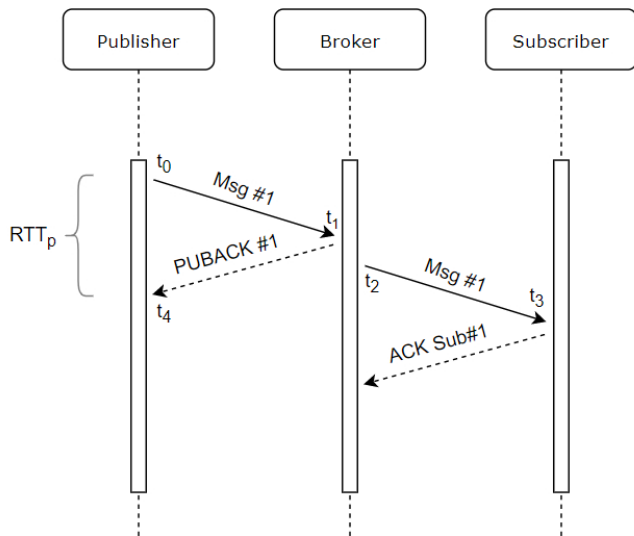 Publisher
Broker
Subscriber
t0
Msg #1
t1
RTTp
PUBACK #1
Msg #1
t2
t3
t4
ACK Sub#1